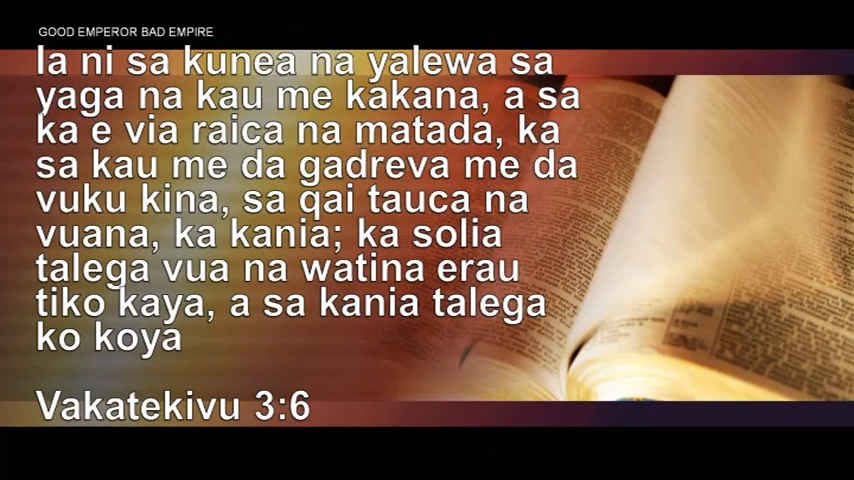 GOOD EMPEROR BAD EMPIRE
Ia ni sa kunea na yalewa sa
yaga na kau me kakana, a sa
ka e via raica na matada, ka
sa kau me da gadreva me da
vuku kina, sa qai tauca na
vuana, ka kania; ka solia
talega vua na watina erau
tiko kaya, a sa kania talega
ko koya
Vakatekivu 3:6